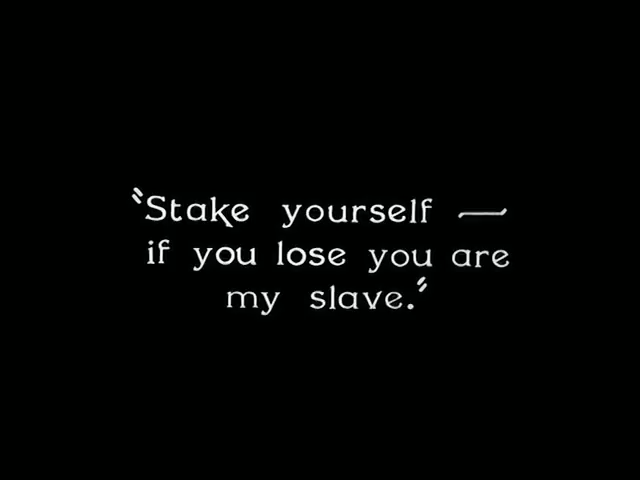 "Stake yourself —
if you lose you are
my slave."